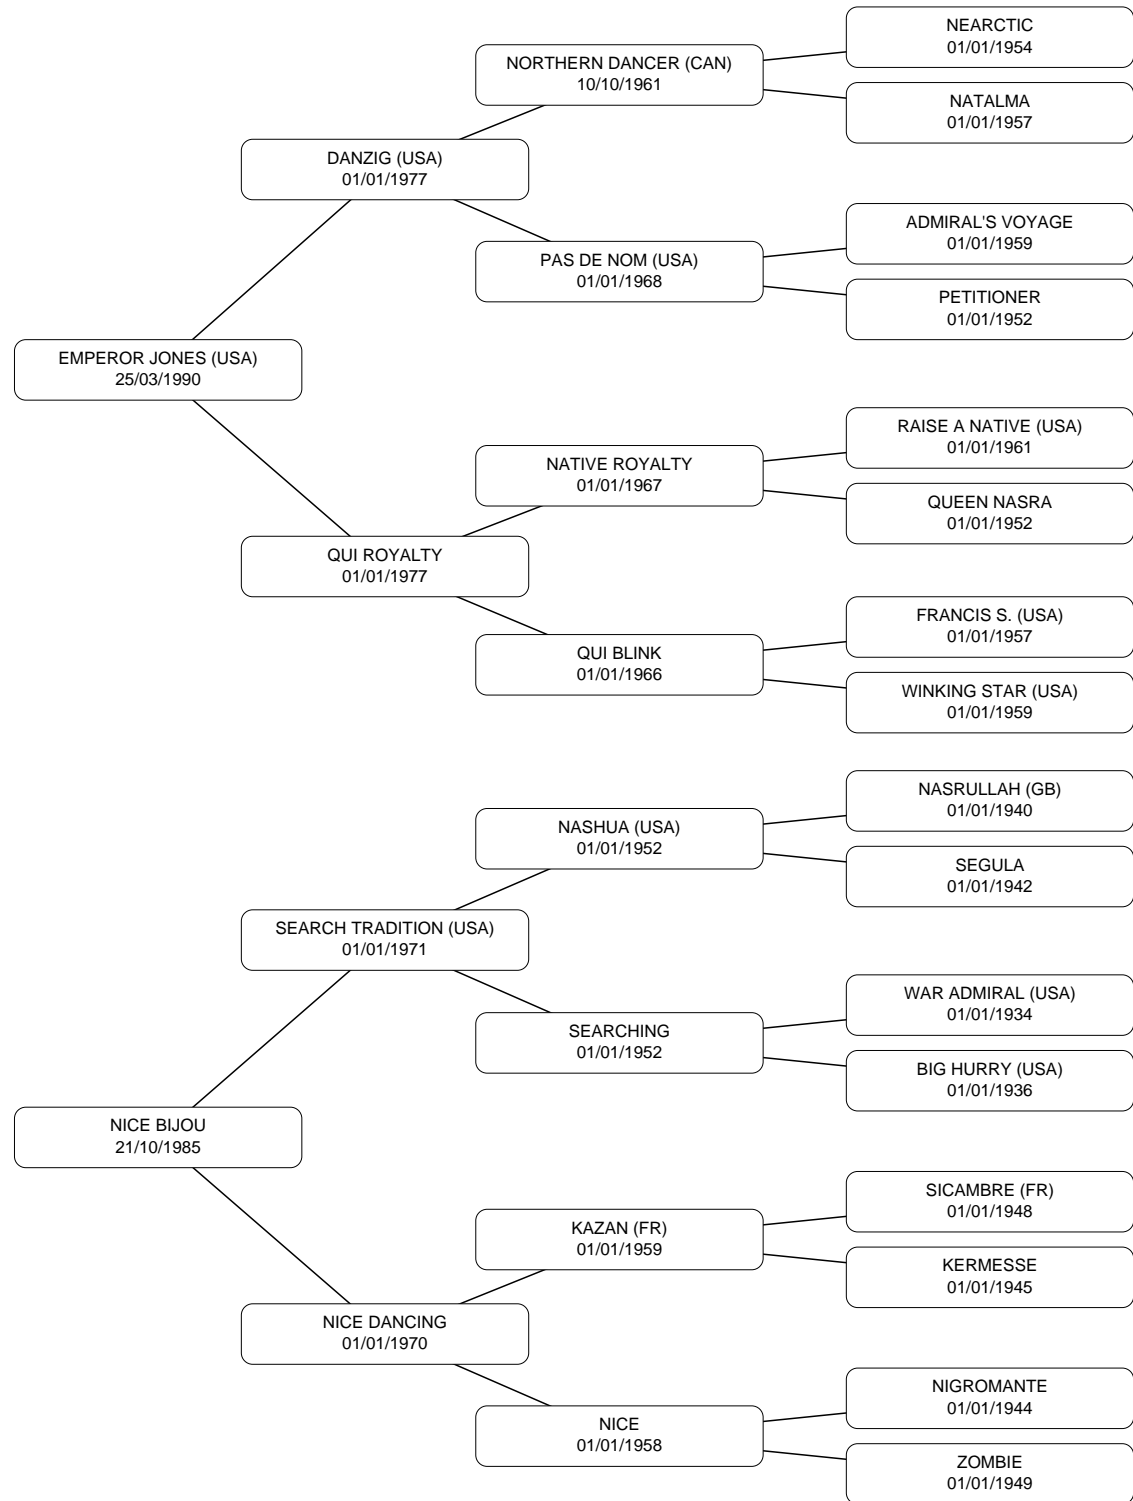 NEARCTIC
01/01/1954
NORTHERN DANCER (CAN)
10/10/1961
NATALMA
01/01/1957
DANZIG (USA)
01/01/1977
ADMIRAL'S VOYAGE
01/01/1959
PAS DE NOM (USA)
01/01/1968
PETITIONER
01/01/1952
EMPEROR JONES (USA)
25/03/1990
RAISE A NATIVE (USA)
01/01/1961
NATIVE ROYALTY
01/01/1967
QUEEN NASRA
01/01/1952
QUI ROYALTY
01/01/1977
FRANCIS S. (USA)
01/01/1957
QUI BLINK
01/01/1966
WINKING STAR (USA)
01/01/1959
NASRULLAH (GB)
01/01/1940
NASHUA (USA)
01/01/1952
SEGULA
01/01/1942
SEARCH TRADITION (USA)
01/01/1971
WAR ADMIRAL (USA)
01/01/1934
SEARCHING
01/01/1952
BIG HURRY (USA)
01/01/1936
NICE BIJOU
21/10/1985
SICAMBRE (FR)
01/01/1948
KAZAN (FR)
01/01/1959
KERMESSE
01/01/1945
NICE DANCING
01/01/1970
NIGROMANTE
01/01/1944
NICE
01/01/1958
ZOMBIE
01/01/1949